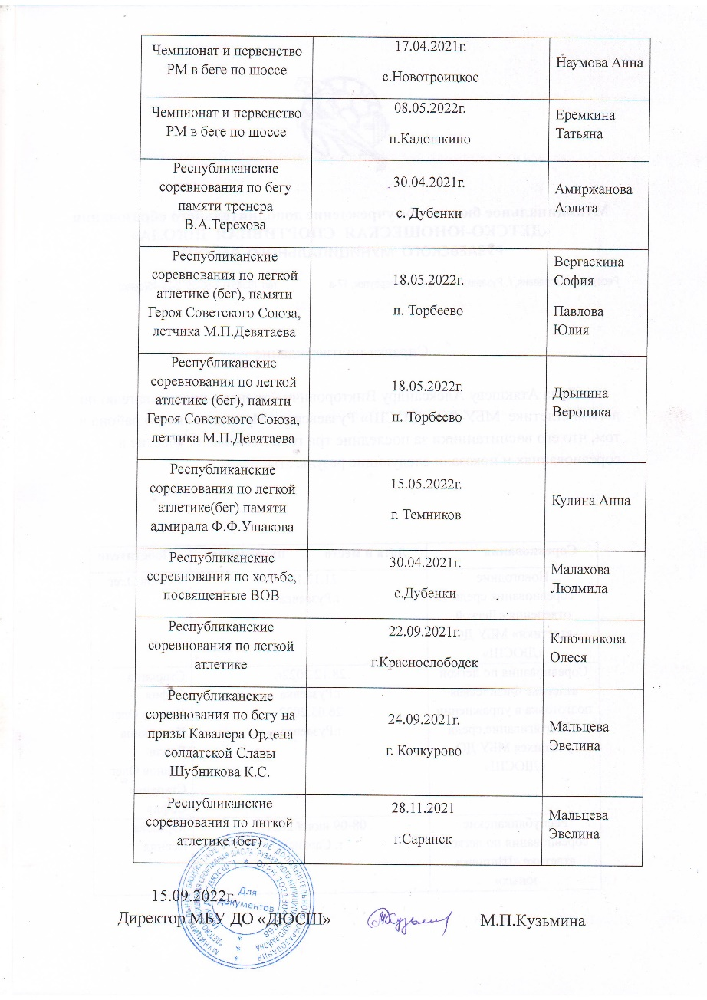 Чемпионат и первенство
РМ в беге по шоссе
17.04.2021г.
с.Новотроицкое
Наумова Анна
Чемпионат и первенство
РМ в беге по шоссе
08.05.2022г.
п.Кадошкино
Еремкина
Татьяна
Республиканские
соревнования по бегу
памяти тренера
В.А.Терехова
30.04.2021г.
с. Дубенки
Амиржанова
Аэлита
Республиканские
соревнования по легкой
атлетике (бег), памяти
Героя Советского Союза,
летчика М.П.Девятаева
18.05.2022г.
п. Торбеево
Вергаскина
София
Павлова
Юлия
Республиканские
соревнования по легкой
атлетике (бег), памяти
Героя Советского Союза,
летчика М.П.Девятаева
18.05.2022г.
п. Торбеево
Дрынина
Вероника
Республиканские
соревнования по легкой
атлетике(бег) памяти
адмирала Ф.Ф.Ушакова
15.05.2022г.
г. Темников
Кулина Анна
Республиканские
соревнования по ходьбе,
посвященные ВОВ
30.04.2021г.
с.Дубенки
Малахова
Людмила
Республиканские
соревнования по легкой
атлетике
22.09.2021г.
г.Краснослободск
Ключникова
Олеся
Республиканские
соревнования по бегу на
призы Кавалера Ордена
солдатской Славы
Шубникова К.С.
24.09.2021г.
г. Кочкурово
Мальцева
Эвелина
Республиканские
соревнования по лнгкой
атлетике (бег)
28.11.2021
г.Саранск
Мальцева
Эвелина
15.09.2022г.
Директор МБУ ДО «ДЮСШ»
М.П.Кузьмина
Для
документов